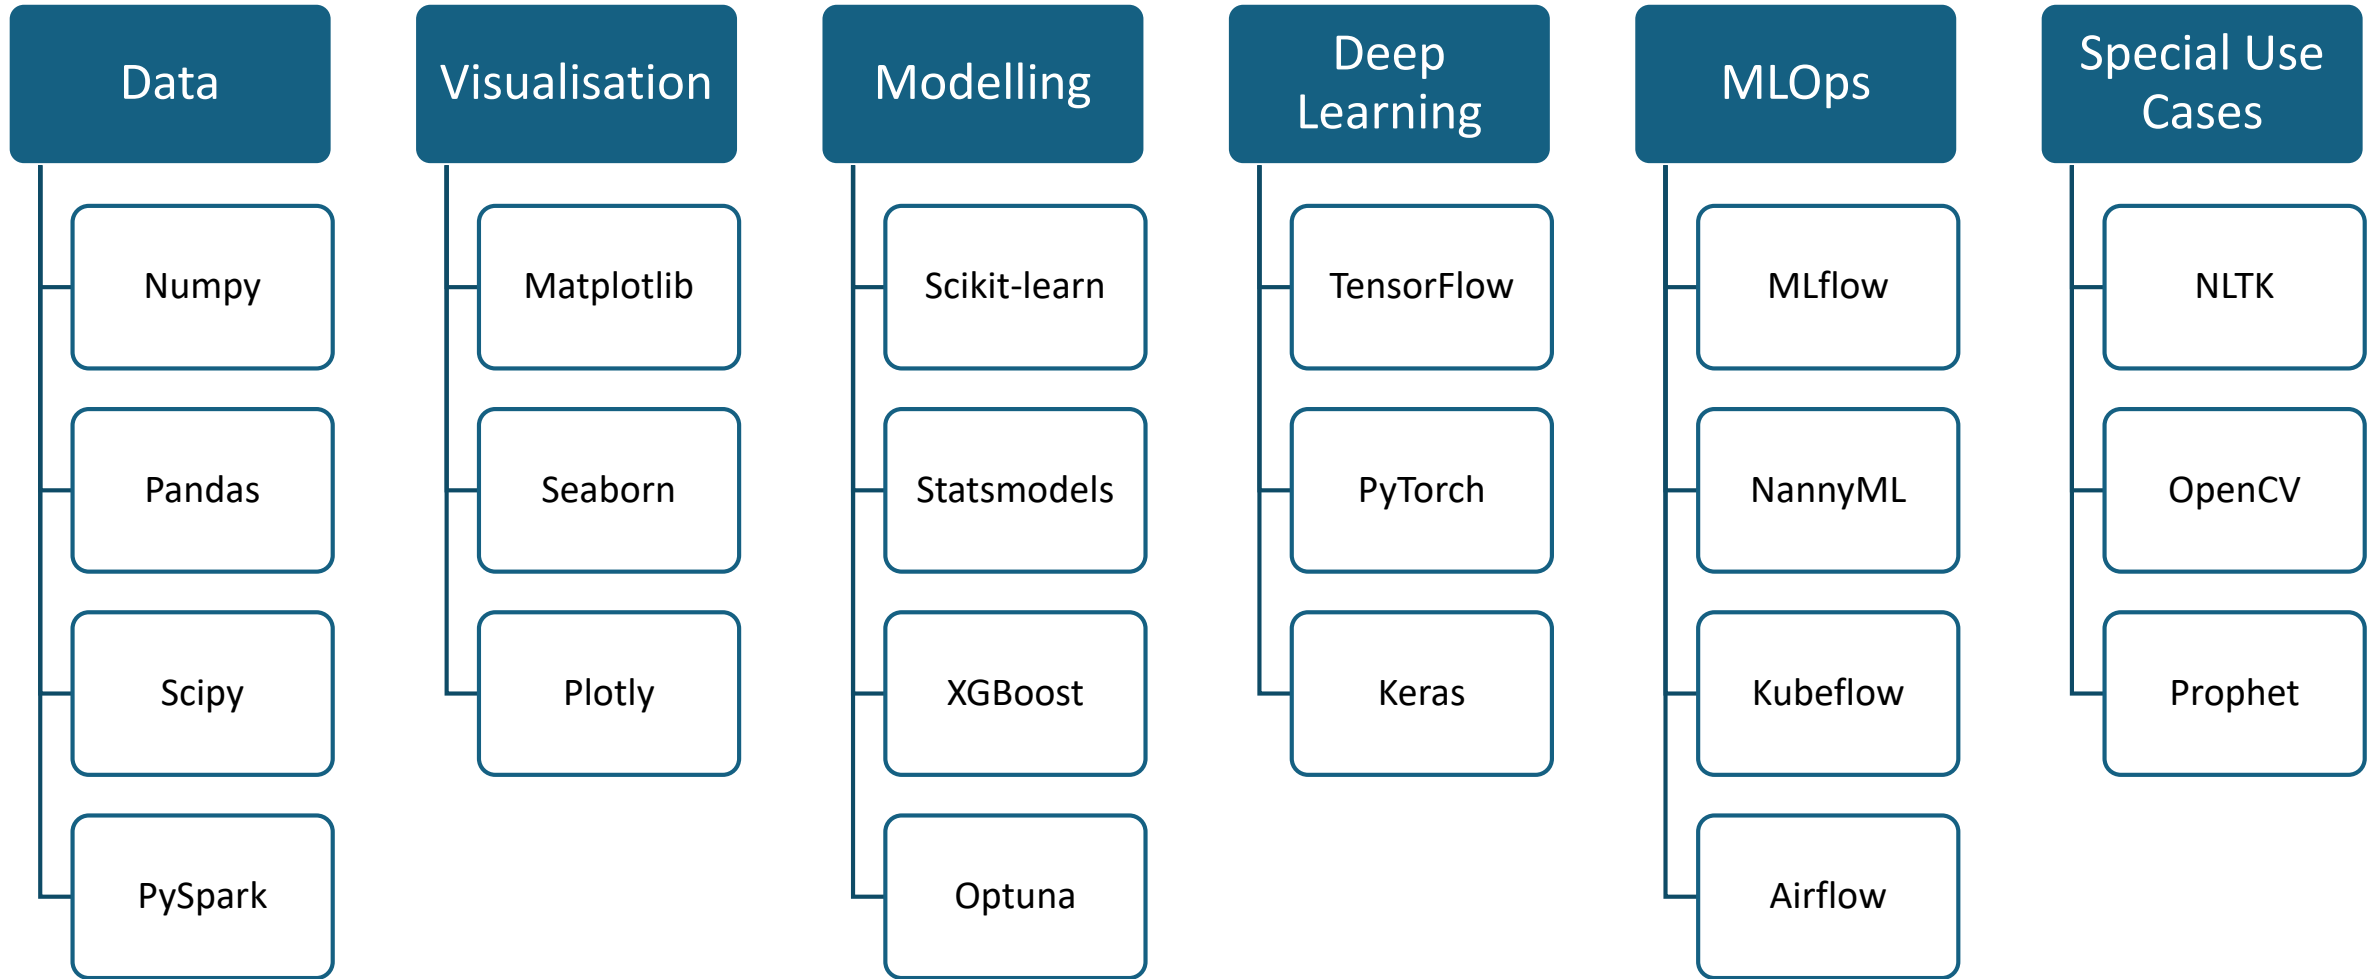 Data
Numpy
Pandas
Scipy
PySpark
Visualisation
Matplotlib
Seaborn
Plotly
Modelling
Scikit-learn
Statsmodels
XGBoost
Optuna
Deep
Learning
TensorFlow
PyTorch
Keras
MLOps
MLflow
NannyML
Kubeflow
Airflow
Special Use
Cases
NLTK
OpenCV
Prophet